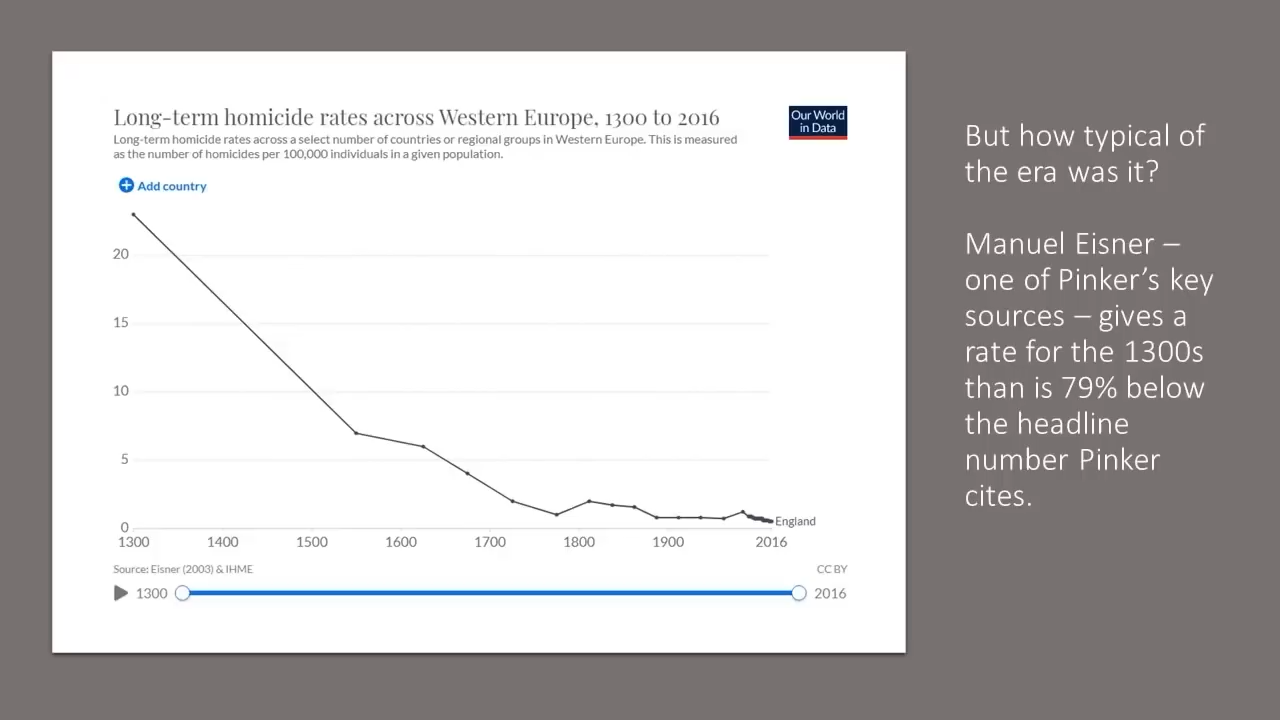 Long-term homicide rates across Western Europe, 1300 to 2016
Long-term homicide rates across a select number of countries or regional groups in Western Europe. This is measured
as the number of homicides per 100,000 individuals in a given population.
Our World
in Data
Add country
20
15
10
5
0
England
1300 1400 1500 1600 1700 1800 1900 2016
Source: Eisner (2003) & IHME
CC BY
1300
2016
But how typical of
the era was it?
Manuel Eisner –
one of Pinker’s key
sources – gives a
rate for the 1300s
than is 79% below
the headline
number Pinker
cites.